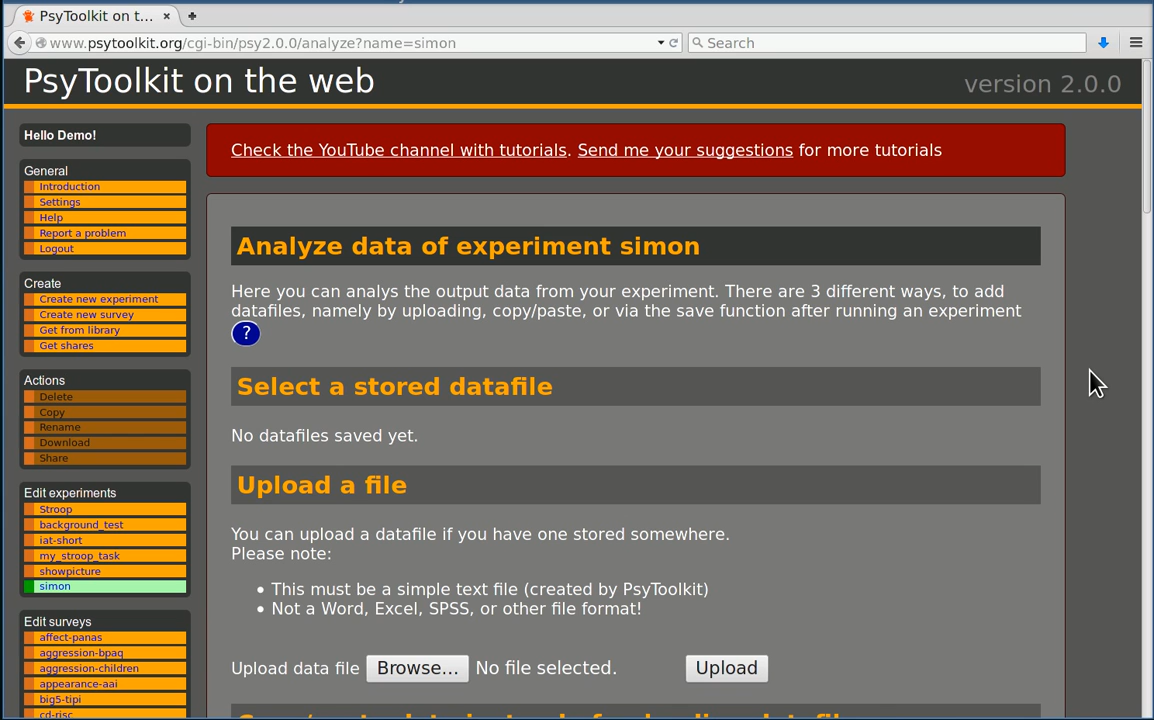 PsyToolkit on t...
www.psytoolkit.org/cgi-bin/psy2.0.0/analyze?name=simon
Search
PsyToolkit on the web
version 2.0.0
Hello Demo!
General
Introduction
Settings
Help
Report a problem
Logout
Create
Create new experiment
Create new survey
Get from library
Get shares
Actions
Delete
Copy
Rename
Download
Share
Edit experiments
Stroop
background_test
iat-short
my_stroop_task
showpicture
simon
Edit surveys
affect-panas
aggression-bpaq
aggression-children
appearance-aai
big5-tipi
cd-risc
Check the YouTube channel with tutorials. Send me your suggestions for more tutorials
Analyze data of experiment simon
Here you can analys the output data from your experiment. There are 3 different ways, to add
datafiles, namely by uploading, copy/paste, or via the save function after running an experiment
?
Select a stored datafile
No datafiles saved yet.
Upload a file
You can upload a datafile if you have one stored somewhere.
Please note:
• This must be a simple text file (created by PsyToolkit)
• Not a Word, Excel, SPSS, or other file format!
Upload data file Browse... No file selected. Upload